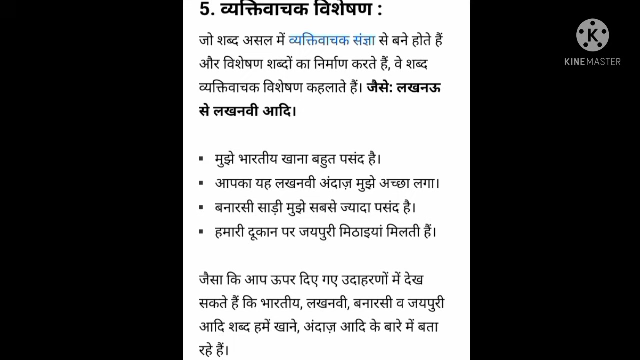 5. व्यक्तिवाचक विशेषण :
जो शब्द असल में व्यक्तिवाचक संज्ञा से बने होते हैं
और विशेषण शब्दों का निर्माण करते हैं, वे शब्द
व्यक्तिवाचक विशेषण कहलाते हैं। जैसे: लखनऊ
से लखनवी आदि।
▪ मुझे भारतीय खाना बहुत पसंद है।
▪ आपका यह लखनवी अंदाज़ मुझे अच्छा लगा।
▪ बनारसी साड़ी मुझे सबसे ज्यादा पसंद है।
▪ हमारी दूकान पर जयपुरी मिठाइयां मिलती हैं।
जैसा कि आप ऊपर दिए गए उदाहरणों में देख
सकते हैं कि भारतीय, लखनवी, बनारसी व जयपुरी
आदि शब्द हमें खाने, अंदाज़ आदि के बारे में बता
रहे हैं।
K
KINEMASTER